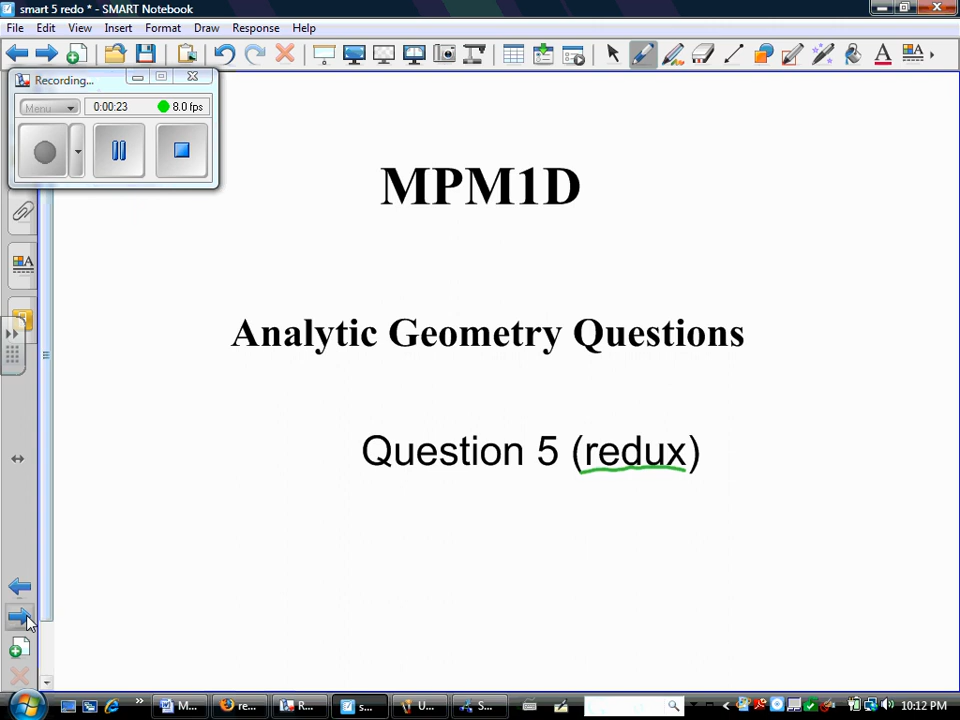 smart 5 redo * - SMART Notebook
File Edit View Insert Format Draw Response Help
Recording...
Menu 0:00:23 8.0 fps
MPM1D
Analytic Geometry Questions
Question 5 (redux)
M... re... R... s... U... S... 10:12 PM